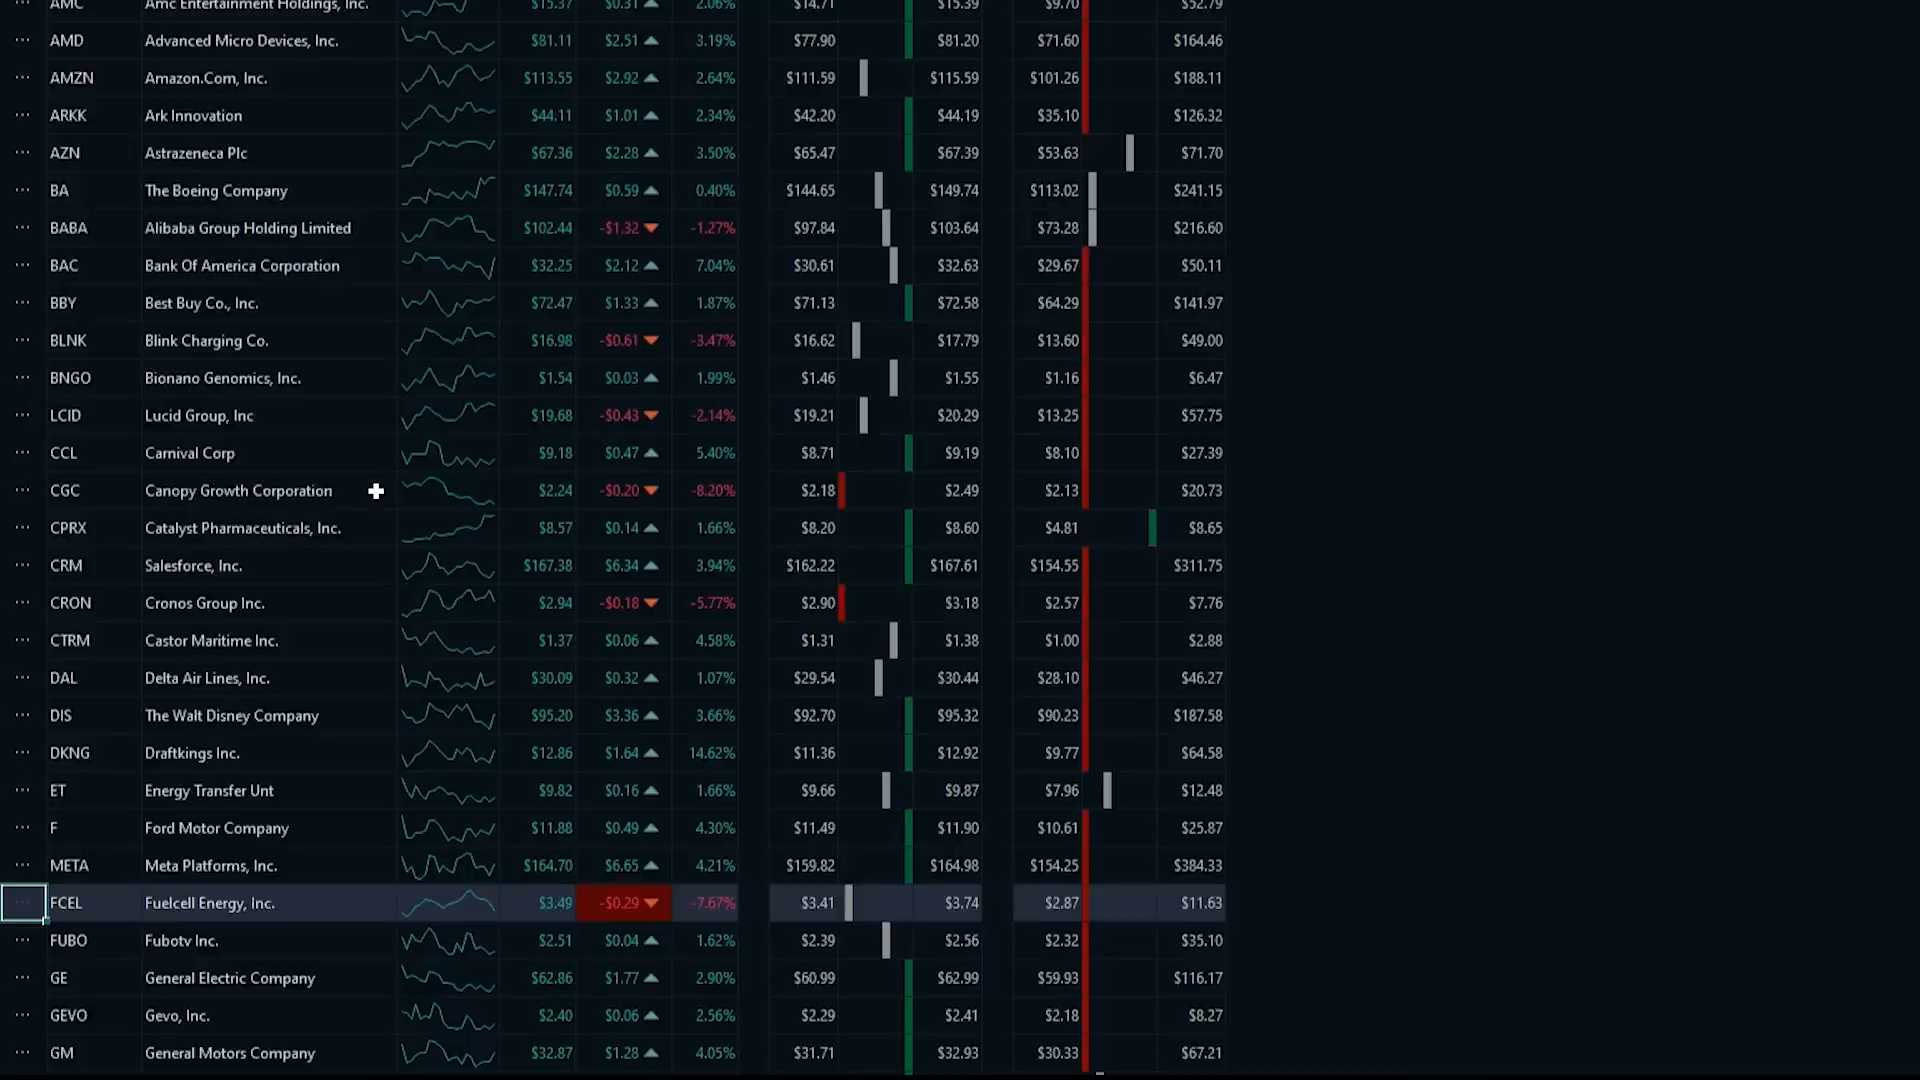 AMC Amc Entertainment Holdings, Inc. $15.37 $0.31 2.06% $14.71 $15.39 $9.70 $52.79
... AMD Advanced Micro Devices, Inc. $81.11 $2.51 3.19% $77.90 $81.20 $71.60 $164.46
... AMZN Amazon.Com, Inc. $113.55 $2.92 2.64% $111.59 $115.59 $101.26 $188.11
... ARKK Ark Innovation $44.11 $1.01 2.34% $42.20 $44.19 $35.10 $126.32
... AZN Astrazeneca Plc $67.36 $2.28 3.50% $65.47 $67.39 $53.63 $71.70
... BA The Boeing Company $147.74 $0.59 0.40% $144.65 $149.74 $113.02 $241.15
... BABA Alibaba Group Holding Limited $102.44 -$1.32 -1.27% $97.84 $103.64 $73.28 $216.60
... BAC Bank Of America Corporation $32.25 $2.12 7.04% $30.61 $32.63 $29.67 $50.11
... BBY Best Buy Co., Inc. $72.47 $1.33 1.87% $71.13 $72.58 $64.29 $141.97
... BLNK Blink Charging Co. $16.98 -$0.61 -3.47% $16.62 $17.79 $13.60 $49.00
... BNGO Bionano Genomics, Inc. $1.54 $0.03 1.99% $1.46 $1.55 $1.16 $6.47
... LCID Lucid Group, Inc $19.68 -$0.43 -2.14% $19.21 $20.29 $13.25 $57.75
... CCL Carnival Corp $9.18 $0.47 5.40% $8.71 $9.19 $8.10 $27.39
... CGC Canopy Growth Corporation $2.24 -$0.20 -8.20% $2.18 $2.49 $2.13 $20.73
... CPRX Catalyst Pharmaceuticals, Inc. $8.57 $0.14 1.66% $8.20 $8.60 $4.81 $8.65
... CRM Salesforce, Inc. $167.38 $6.34 3.94% $162.22 $167.61 $154.55 $311.75
... CRON Cronos Group Inc. $2.94 -$0.18 -5.77% $2.90 $3.18 $2.57 $7.76
... CTRM Castor Maritime Inc. $1.37 $0.06 4.58% $1.31 $1.38 $1.00 $2.88
... DAL Delta Air Lines, Inc. $30.09 $0.32 1.07% $29.54 $30.44 $28.10 $46.27
... DIS The Walt Disney Company $95.20 $3.36 3.66% $92.70 $95.32 $90.23 $187.58
... DKNG Draftkings Inc. $12.86 $1.64 14.62% $11.36 $12.92 $9.77 $64.58
... ET Energy Transfer Unt $9.82 $0.16 1.66% $9.66 $9.87 $7.96 $12.48
... F Ford Motor Company $11.88 $0.49 4.30% $11.49 $11.90 $10.61 $25.87
... META Meta Platforms, Inc. $164.70 $6.65 4.21% $159.82 $164.98 $154.25 $384.33
... FCEL Fuelcell Energy, Inc. $3.49 -$0.29 -7.67% $3.41 $3.74 $2.87 $11.63
... FUBO Fubotv Inc. $2.51 $0.04 1.62% $2.39 $2.56 $2.32 $35.10
... GE General Electric Company $62.86 $1.77 2.90% $60.99 $62.99 $59.93 $116.17
... GEVO Gevo, Inc. $2.40 $0.06 2.56% $2.29 $2.41 $2.18 $8.27
... GM General Motors Company $32.87 $1.28 4.05% $31.71 $32.93 $30.33 $67.21